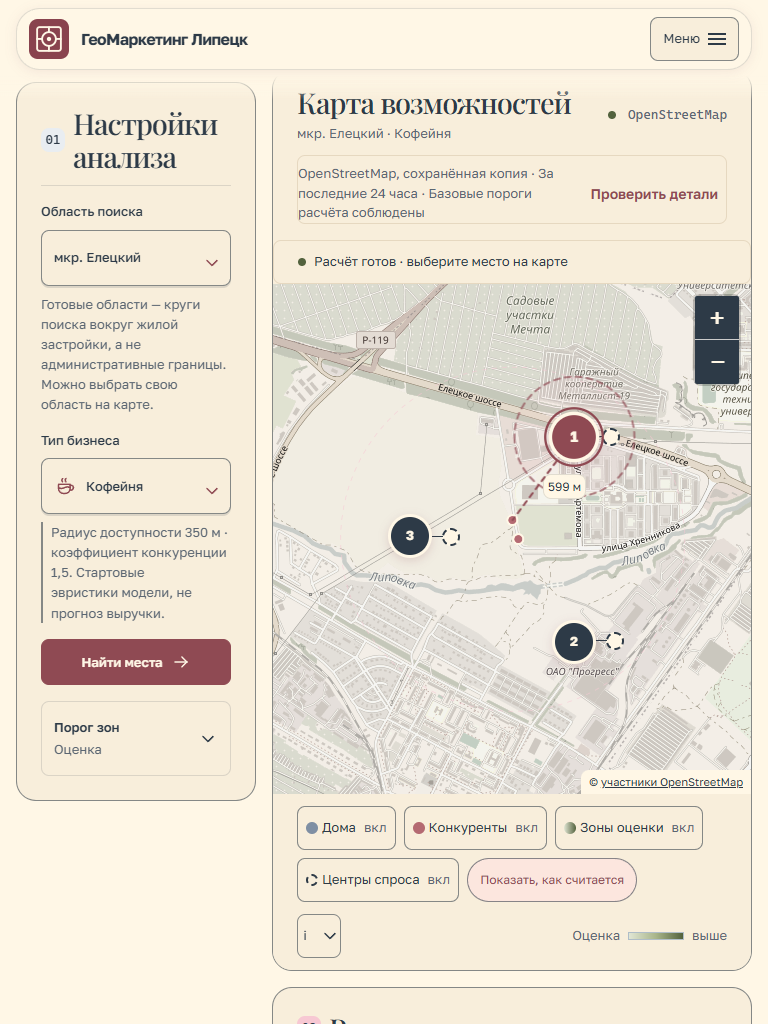 ГеоМаркетинг Липецк
Меню
01
Настройки
анализа
Область поиска
мкр. Елецкий
Готовые области — круги
поиска вокруг жилой
застройки, а не
административные границы.
Можно выбрать свою
область на карте.
Тип бизнеса
Кофейня
Радиус доступности 350 м ·
коэффициент конкуренции
1,5. Стартовые
эвристики модели, не
прогноз выручки.
Найти места
Порог зон
Оценка
Карта возможностей
OpenStreetMap
мкр. Елецкий · Кофейня
OpenStreetMap, сохранённая копия · За
последние 24 часа · Базовые пороги
расчёта соблюдены
Проверить детали
Расчёт готов · выберите место на карте
Садовые
участки
Мечта
+
−
Р-119
Гаражный
кооператив
Металлист-19
Елецкое шоссе
1
Елецкое шоссе
шоссе
599 м
3
улица Хренникова
Липовка
Липовка
2
ОАО "Прогресс"
© участники OpenStreetMap
Дома вкл
Конкуренты вкл
Зоны оценки вкл
Центры спроса вкл
Показать, как считается
i
Оценка
выше